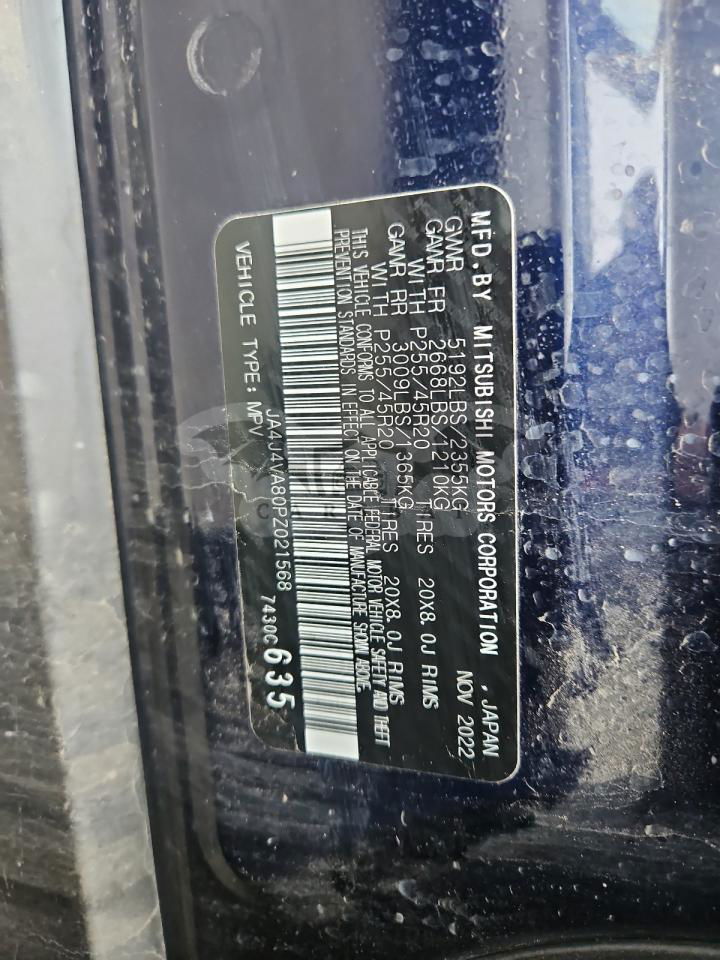 MFD. BY MITSUBISHI MOTORS CORPORATION, JAPAN
GVWR 5192LBS/2355KG NOV 2022
GAWR FR 2668LBS/1210KG
WITH P255/45R20 TIRES 20X8.0J RIMS
GAWR RR 3009LBS/1365KG
WITH P255/45R20 TIRES 20X8.0J RIMS
THIS VEHICLE CONFORMS TO ALL APPLICABLE FEDERAL MOTOR VEHICLE SAFETY AND THEFT
PREVENTION STANDARDS IN EFFECT ON THE DATE OF MANUFACTURE SHOWN ABOVE.
JA4J4VA80PZ021568 7430C 635
VEHICLE TYPE: MPV